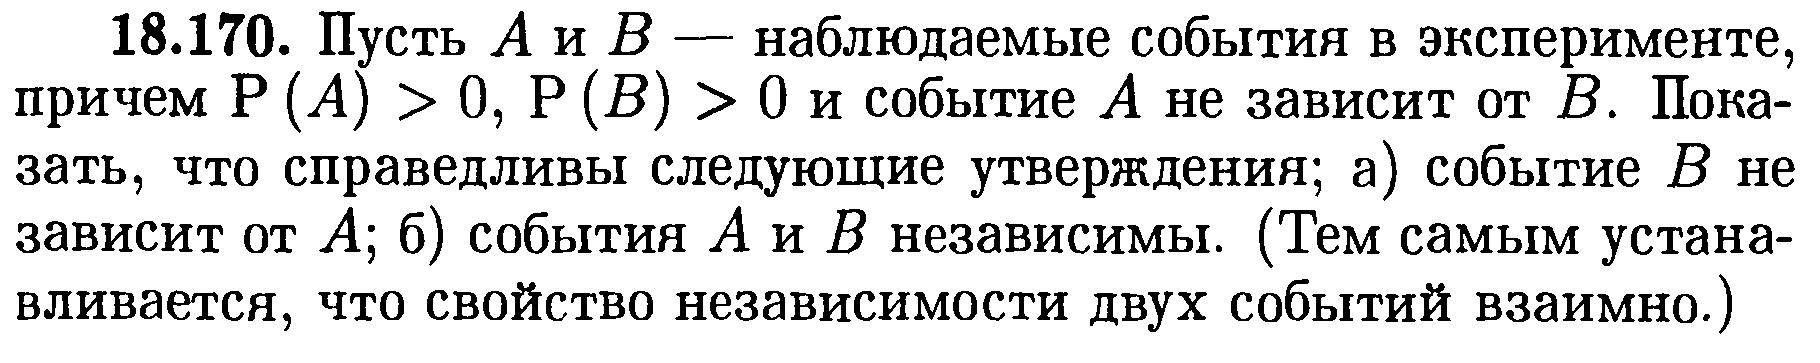 18.170. Пусть A и B — наблюдаемые события в эксперименте,
причем P (A) > 0, P (B) > 0 и событие A не зависит от B. Пока-
зать, что справедливы следующие утверждения; а) событие B не
зависит от A; б) события A и B независимы. (Тем самым устана-
вливается, что свойство независимости двух событий взаимно.)